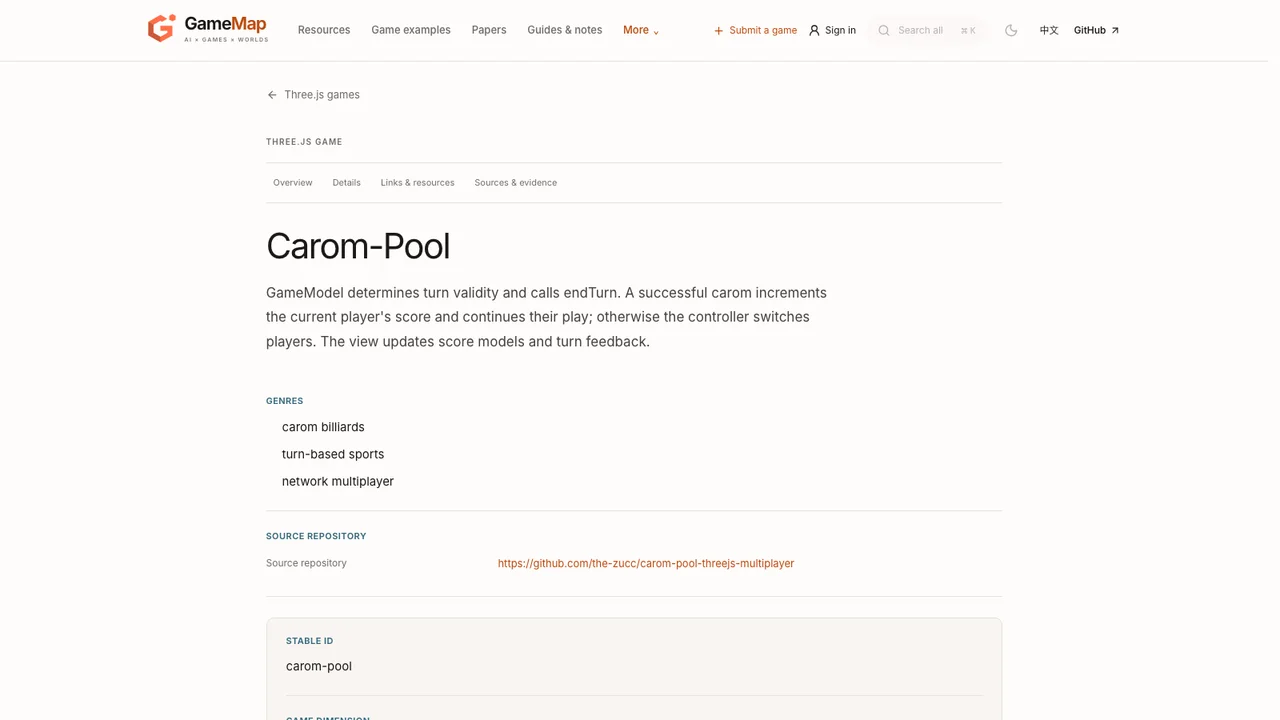 GameMap
AI × GAMES × WORLDS
Resources
Game examples
Papers
Guides & notes
More
Submit a game
Sign in
Search all
⌘ K
中文
GitHub
Three.js games
THREE.JS GAME
Overview
Details
Links & resources
Sources & evidence
Carom-Pool
GameModel determines turn validity and calls endTurn. A successful carom increments
the current player's score and continues their play; otherwise the controller switches
players. The view updates score models and turn feedback.
GENRES
carom billiards
turn-based sports
network multiplayer
SOURCE REPOSITORY
Source repository
https://github.com/the-zucc/carom-pool-threejs-multiplayer
STABLE ID
carom-pool
GAME DIMENSION